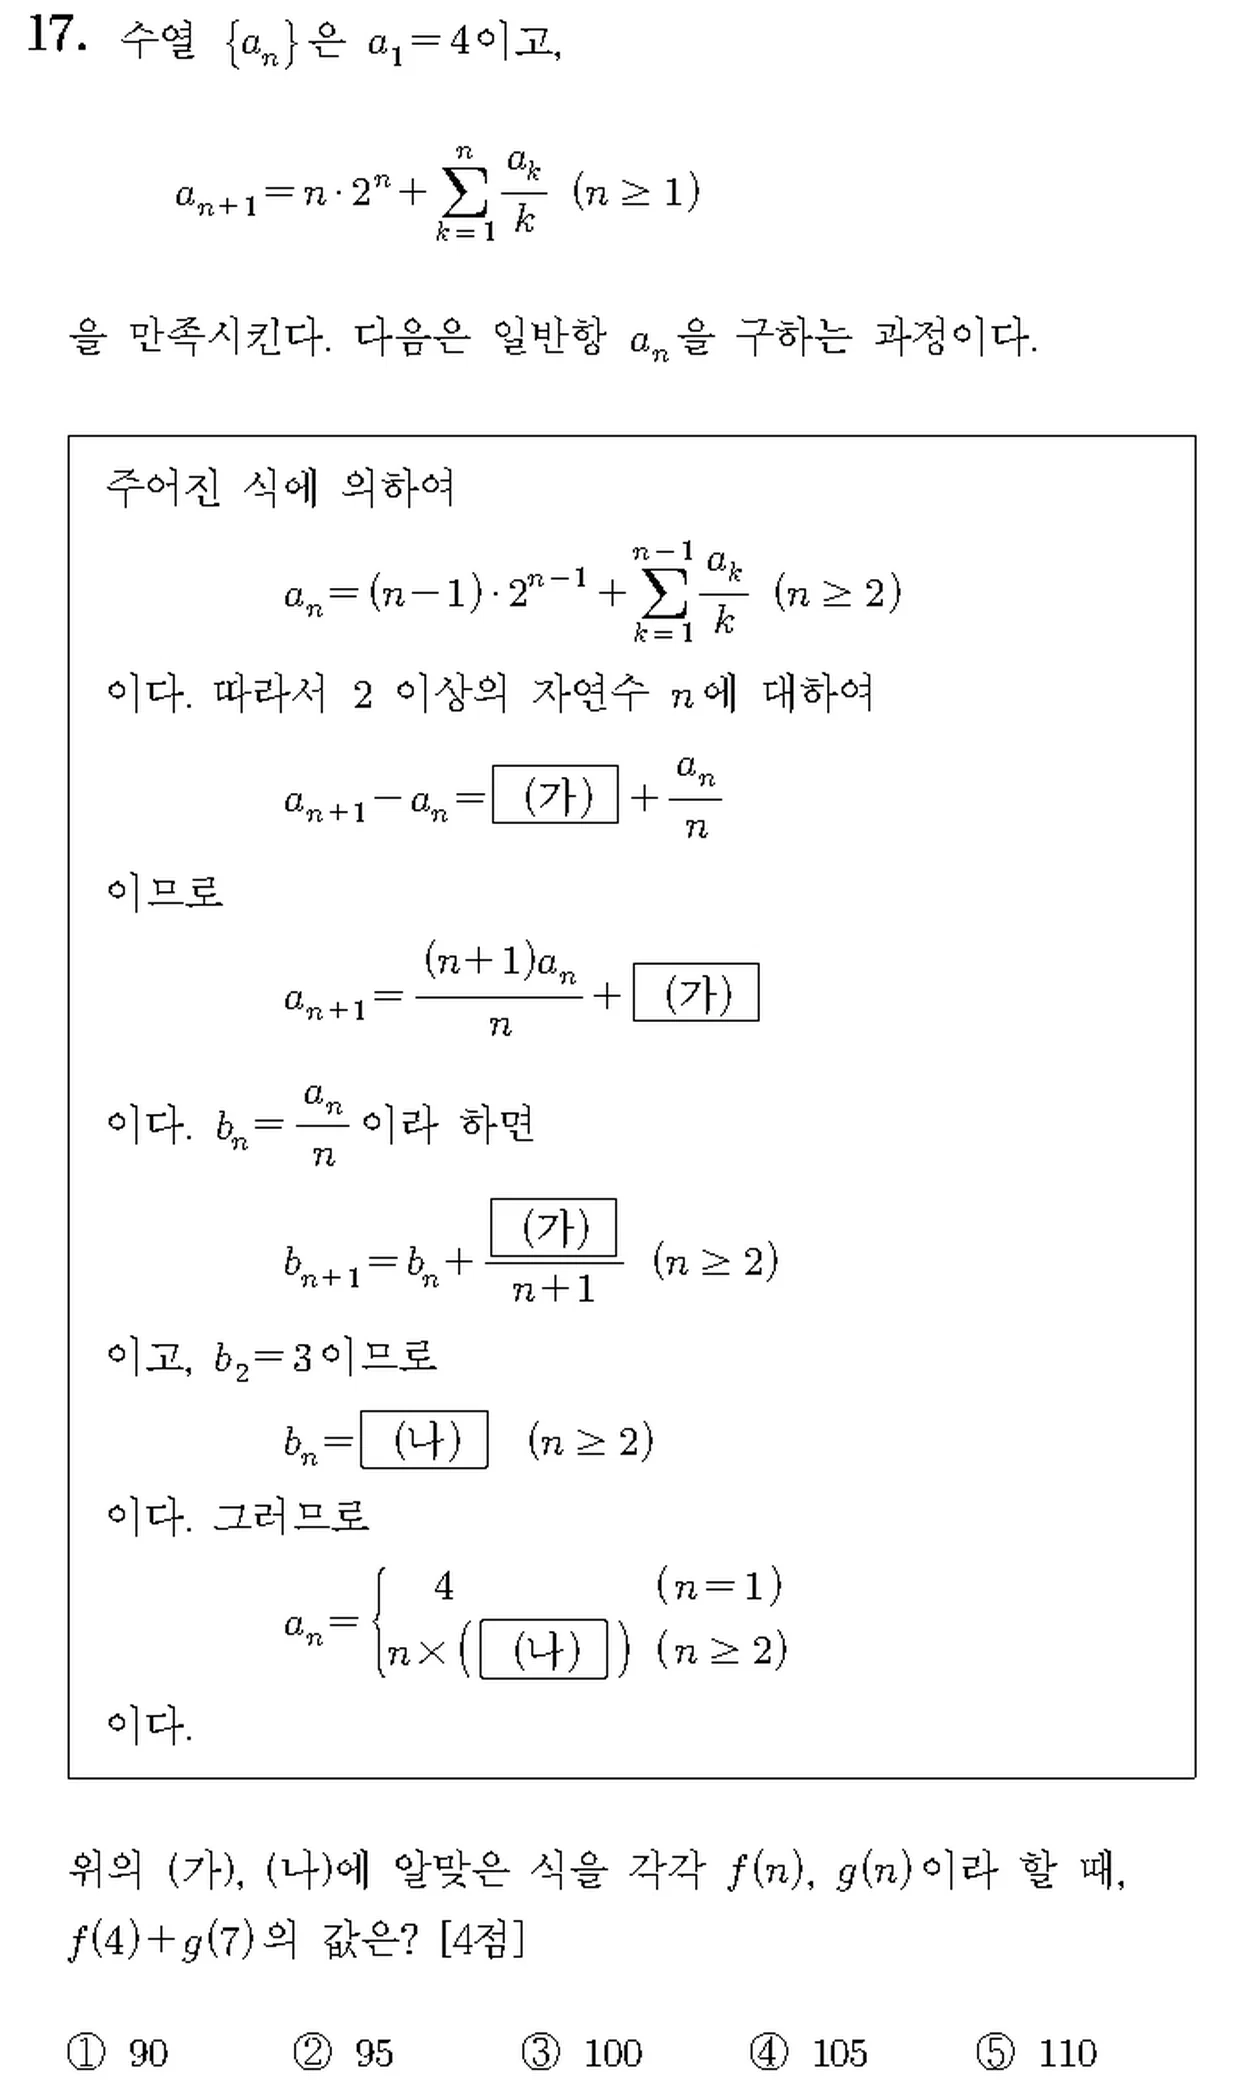 17. 수열 {aₙ}은 a₁=4이고,
aₙ₊₁=n·2ⁿ+∑ₖ₌₁ⁿ aₖ/k (n ≥ 1)
을 만족시킨다. 다음은 일반항 aₙ을 구하는 과정이다.
주어진 식에 의하여
aₙ=(n-1)·2ⁿ⁻¹+∑ₖ₌₁ⁿ⁻¹ aₖ/k (n ≥ 2)
이다. 따라서 2 이상의 자연수 n에 대하여
aₙ₊₁-aₙ= (가) + aₙ/n
이므로
aₙ₊₁= (n+1)aₙ/n + (가)
이다. bₙ= aₙ/n 이라 하면
bₙ₊₁=bₙ+ (가)/(n+1) (n ≥ 2)
이고, b₂=3이므로
bₙ= (나) (n ≥ 2)
이다. 그러므로
aₙ= { 4 (n=1)
n×( (나) ) (n ≥ 2)
이다.
위의 (가), (나)에 알맞은 식을 각각 f(n), g(n)이라 할 때,
f(4)+g(7)의 값은? [4점]
① 90 ② 95 ③ 100 ④ 105 ⑤ 110